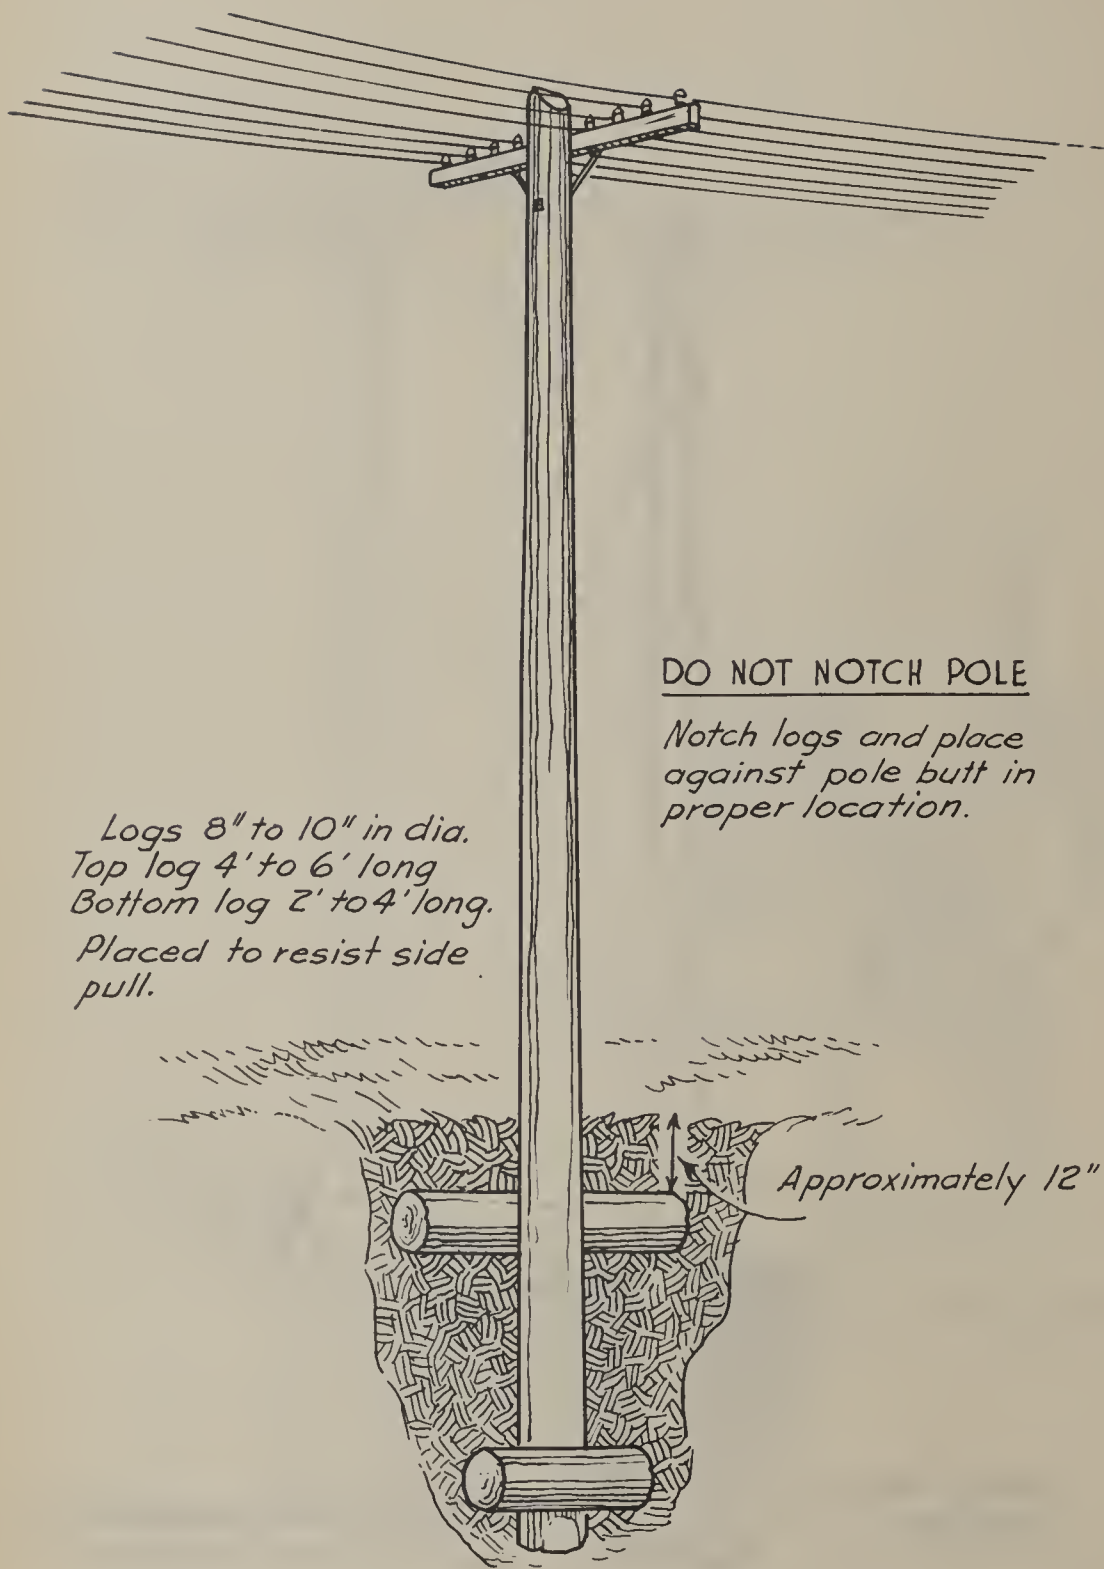 DO NOT NOTCH POLE
Notch logs and place
against pole butt in
proper location.
Logs 8" to 10" in dia.
Top log 4' to 6' long
Bottom log 2' to 4' long.
Placed to resist side
pull.
Approximately 12"